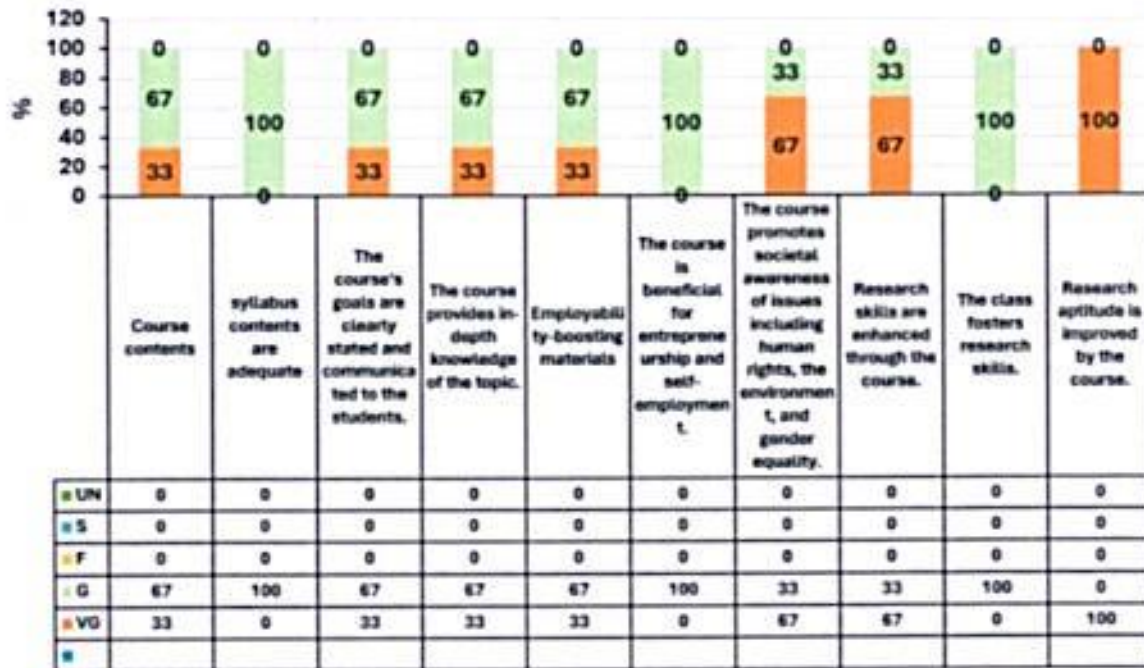 120
100
80
60
40
20
0
%
0 0 0 0 0 0 0 0 0 0
67 100 67 67 67 100 33 33 100 100
33 0 33 33 33 0 67 67 0
Course
contents
syllabus
contents
are
adequate
The
course's
goals are
clearly
stated and
communica
ted to the
students.
The course
provides in-
depth
knowledge
of the topic.
Employabili
ty-boosting
materials
The course
is
beneficial
for
entreprene
urship and
self-
employmen
t.
The course
promotes
societal
awareness
of issues
including
human
rights, the
environmen
t, and
gender
equality.
Research
skills are
enhanced
through the
course.
The class
fosters
research
skills.
Research
aptitude is
improved
by the
course.
UN 0 0 0 0 0 0 0 0 0 0
S 0 0 0 0 0 0 0 0 0 0
F 0 0 0 0 0 0 0 0 0 0
G 67 100 67 67 67 100 33 33 100 0
VG 33 0 33 33 33 0 67 67 0 100